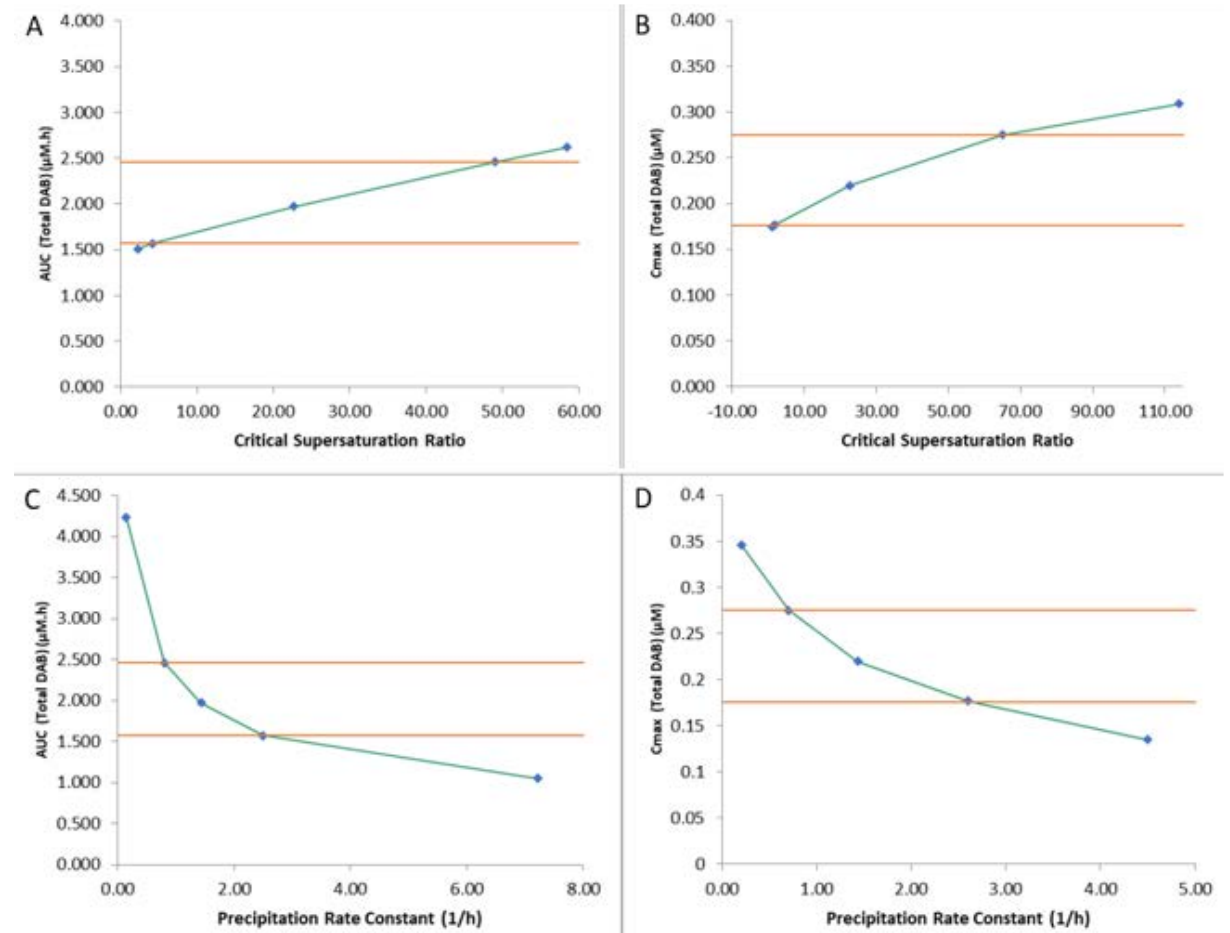 A
4.000
3.500
3.000
2.500
2.000
1.500
1.000
0.500
0.000
AUC (Total DAB) (µM.h)
0.00 10.00 20.00 30.00 40.00 50.00 60.00
Critical Supersaturation Ratio
B
0.400
0.350
0.300
0.250
0.200
0.150
0.100
0.050
0.000
Cmax (Total DAB) (µM)
-10.00 10.00 30.00 50.00 70.00 90.00 110.00
Critical Supersaturation Ratio
C
4.500
4.000
3.500
3.000
2.500
2.000
1.500
1.000
0.500
0.000
AUC (Total DAB) (µM.h)
0.00 2.00 4.00 6.00 8.00
Precipitation Rate Constant (1/h)
D
0.4
0.35
0.3
0.25
0.2
0.15
0.1
0.05
0
Cmax (Total DAB) (µM)
0.00 1.00 2.00 3.00 4.00 5.00
Precipitation Rate Constant (1/h)